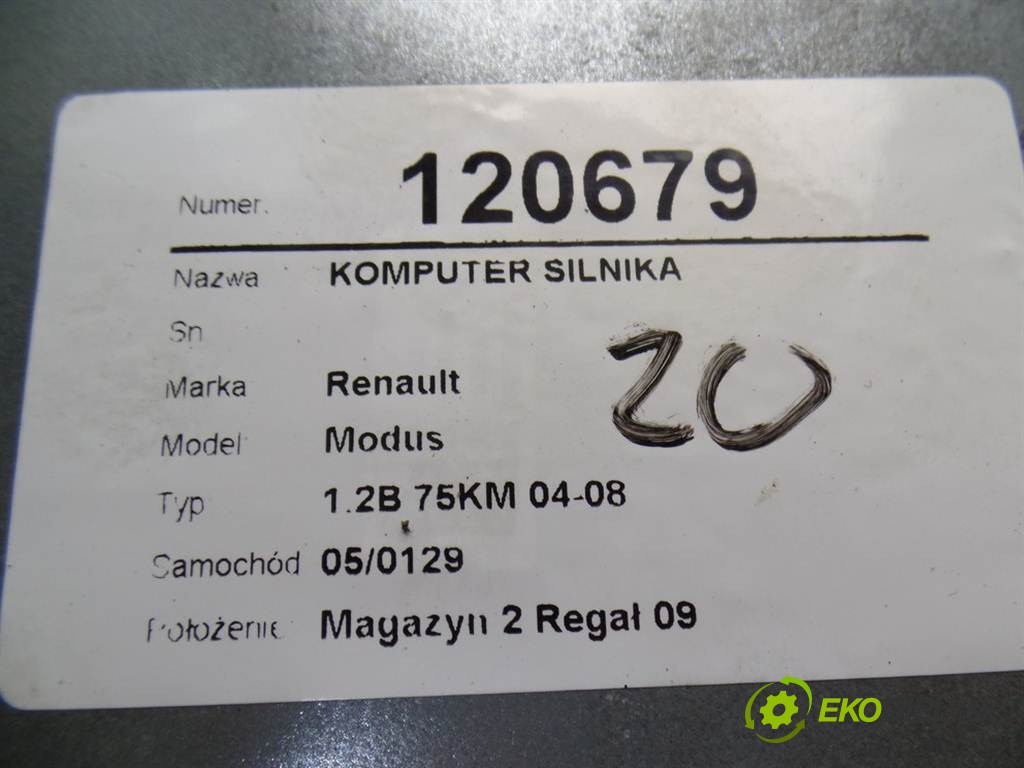 Numer. 120679
Nazwa KOMPUTER SILNIKA
Sn
20
Marka Renault
Model Modus
Typ 1.2B 75KM 04-08
Samochód 05/0129
Położenie Magazyn 2 Regał 09
EKO